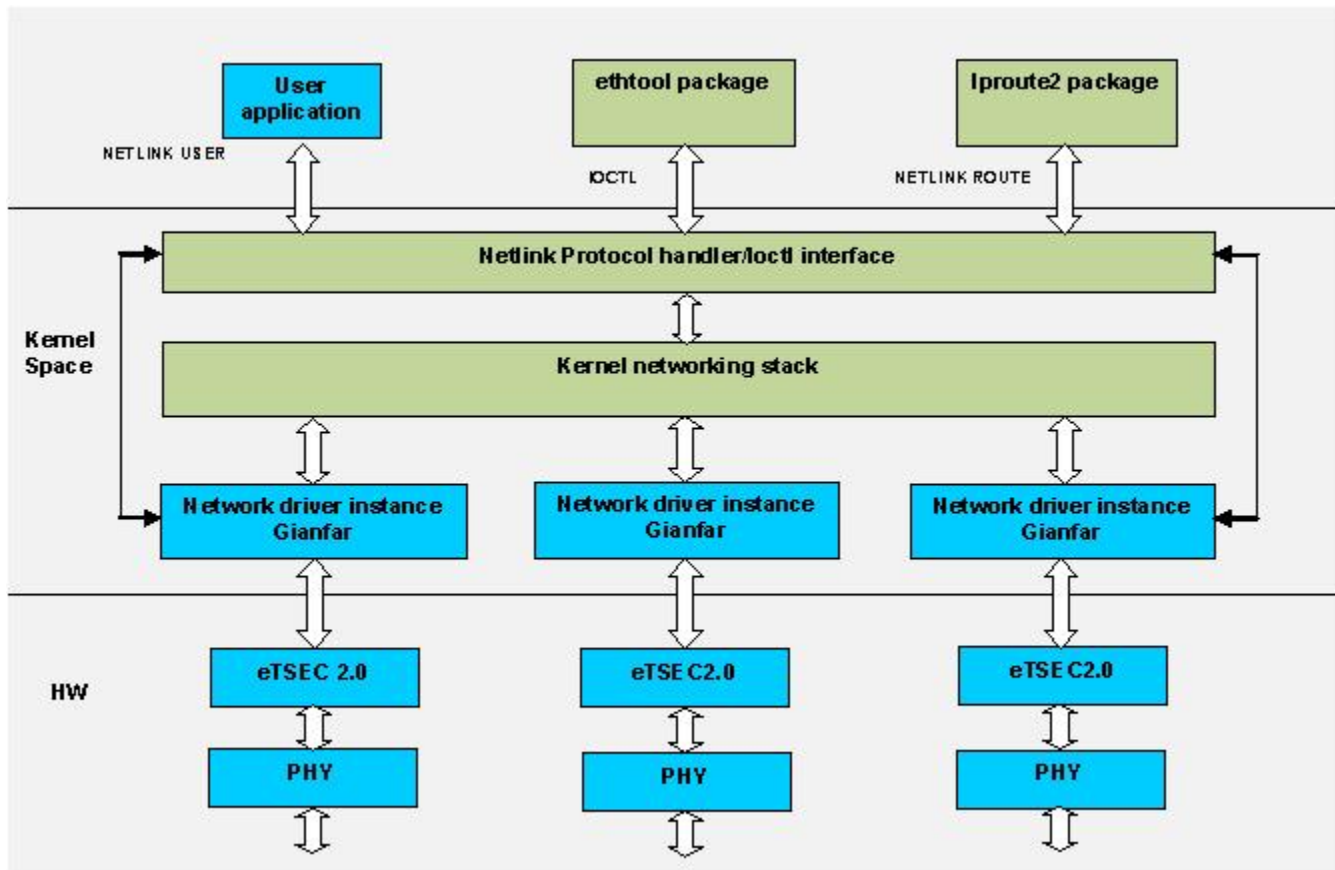 User
application
ethtool package
Iproute2 package
NETLINK USER
IOCTL
NETLINK ROUTE
Netlink Protocol handler/Ioctl interface
Kernel
Space
Kernel networking stack
Network driver instance
Gianfar
Network driver instance
Gianfar
Network driver instance
Gianfar
HW
eTSEC 2.0
eTSEC2.0
eTSEC2.0
PHY
PHY
PHY